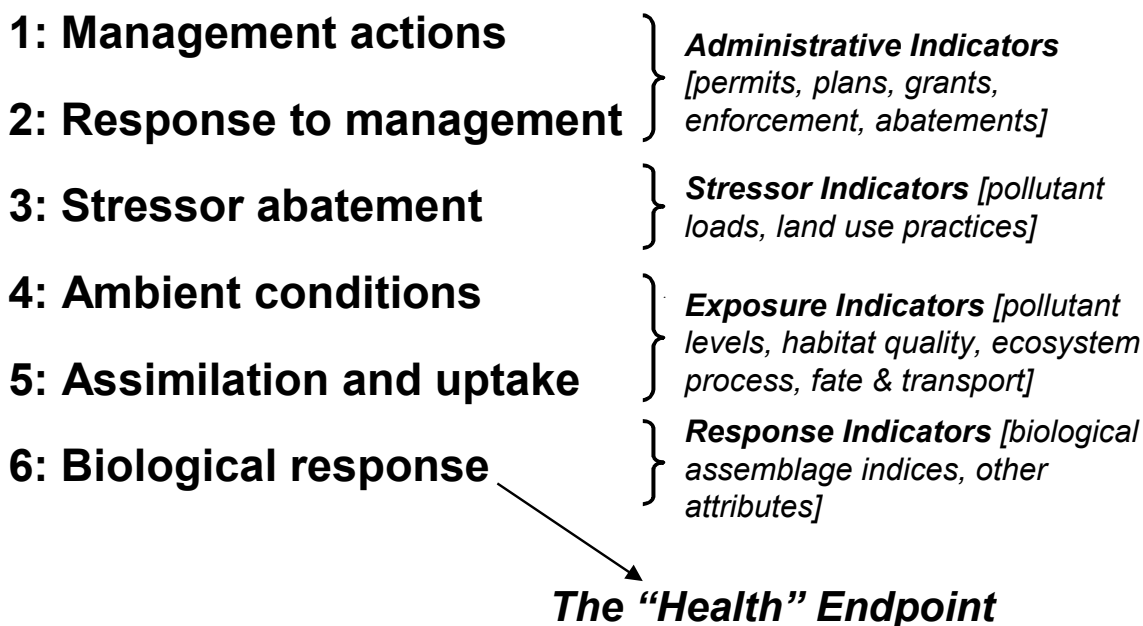 1: Management actions
2: Response to management
Administrative Indicators
[permits, plans, grants,
enforcement, abatements]
3: Stressor abatement
Stressor Indicators [pollutant
loads, land use practices]
4: Ambient conditions
5: Assimilation and uptake
Exposure Indicators [pollutant
levels, habitat quality, ecosystem
process, fate & transport]
6: Biological response
Response Indicators [biological
assemblage indices, other
attributes]
The “Health” Endpoint